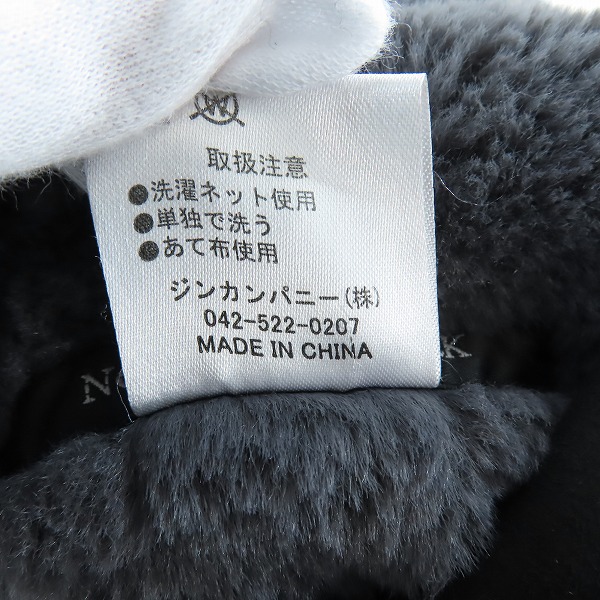 取扱注意
●洗濯ネット使用
●単独で洗う
●あて布使用
ジンカンパニー(株)
042-522-0207
MADE IN CHINA